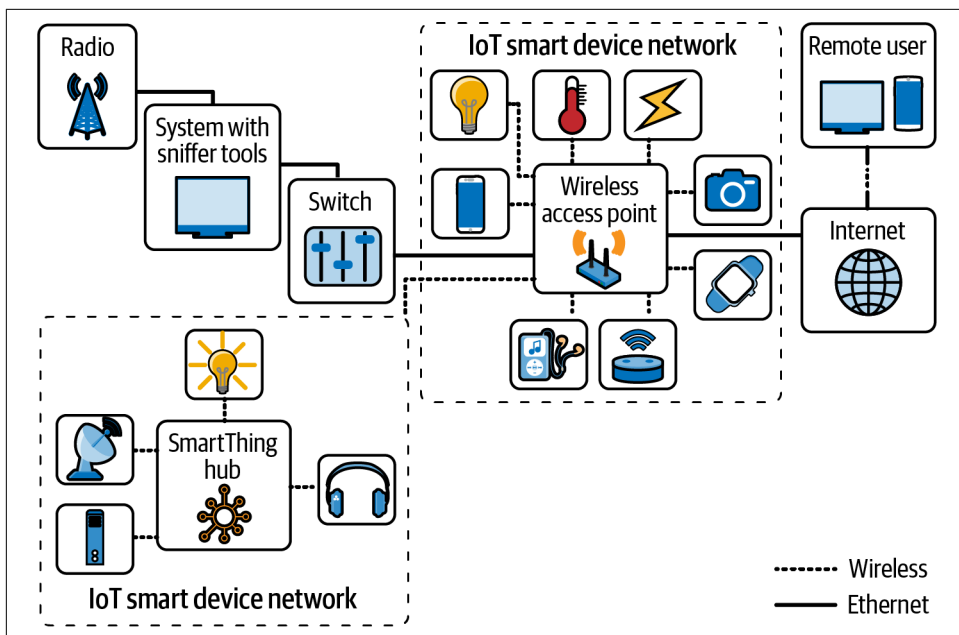 Radio
System with
sniffer tools
Switch
IoT smart device network
Wireless
access point
Remote user
Internet
SmartThing
hub
IoT smart device network
Wireless
Ethernet